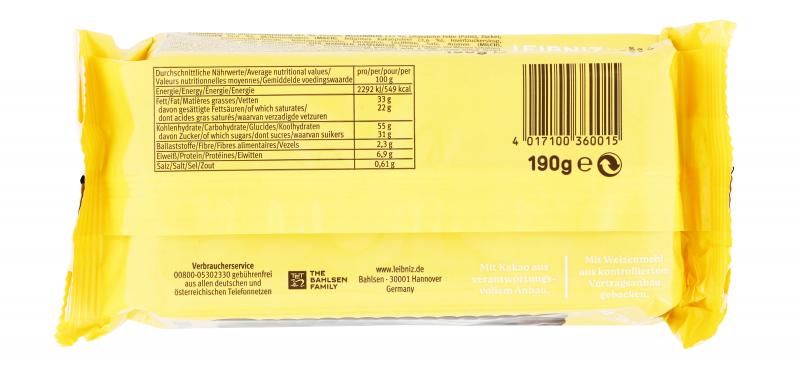 LEIBNIZ
Durchschnittliche Nährwerte/Average nutritional values/
Valeurs nutritionnelles moyennes/Gemiddelde voedingswaarde
pro/per/pour/per
100 g
Energie/Energy/Énergie/Energie
2292 kJ/549 kcal
Fett/Fat/Matières grasses/Vetten
33 g
davon gesättigte Fettsäuren/of which saturates/
22 g
dont acides gras saturés/waarvan verzadigde vetzuren
Kohlenhydrate/Carbohydrate/Glucides/Koolhydraten
55 g
davon Zucker/of which sugars/dont sucres/waarvan suikers
31 g
Ballaststoffe/Fibre/Fibres alimentaires/Vezels
2,3 g
Eiweiß/Protein/Protéines/Eiwitten
6,9 g
Salz/Salt/Sel/Zout
0,61 g
4 017100 360015
190g e
Verbraucherservice
00800-05302330 gebührenfrei
aus allen deutschen und
österreichischen Telefonnetzen
THE
BAHLSEN
FAMILY
www.leibniz.de
Bahlsen - 30001 Hannover
Germany
Mit Kakao aus
verantwortungs-
vollem Anbau.
Mit Weizenmehl
aus kontrolliertem
Vertragsanbau
gebacken.